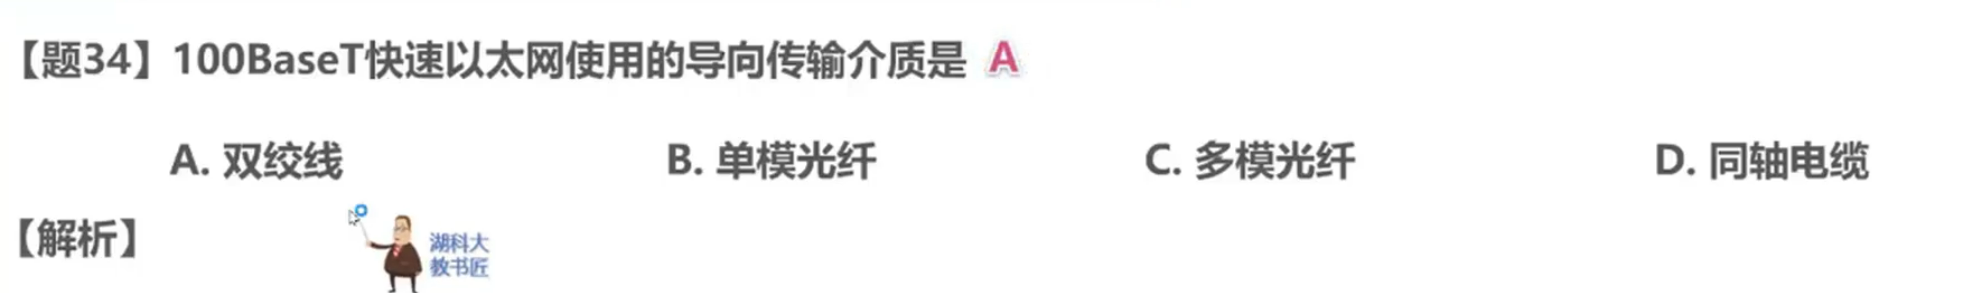 【题34】100BaseT快速以太网使用的导向传输介质是 A
A. 双绞线 B. 单模光纤 C. 多模光纤 D. 同轴电缆
【解析】
湖科大
教书匠